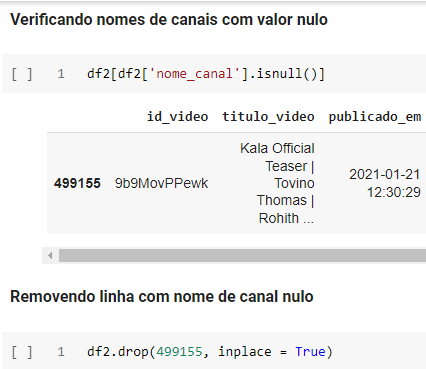 Verificando nomes de canais com valor nulo
[ ] 1 df2[df2['nome_canal'].isnull()]
id_video titulo_video publicado_em
Kala Official
Teaser |
499155 9b9MovPPewk Tovino 2021-01-21
Thomas | 12:30:29
Rohith ...
Removendo linha com nome de canal nulo
[ ] 1 df2.drop(499155, inplace = True)